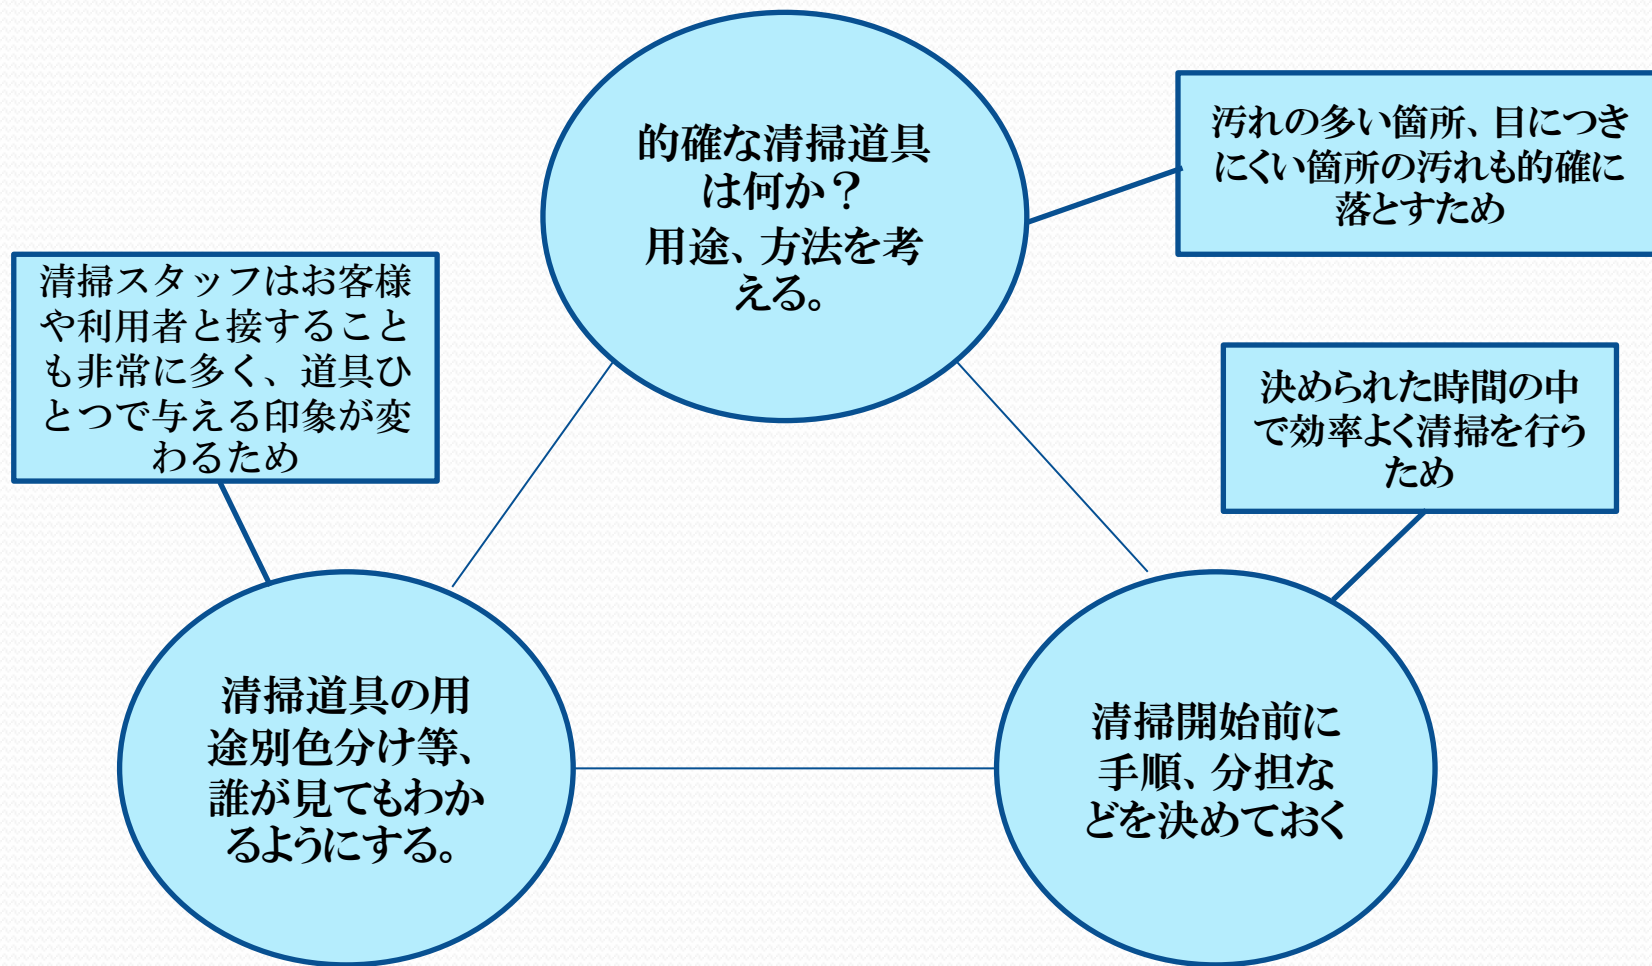 的確な清掃道具
は何か？
用途、方法を考
える。
汚れの多い箇所、目につき
にくい箇所の汚れも的確に
落とすため
清掃スタッフはお客様
や利用者と接すること
も非常に多く、道具ひ
とつで与える印象が変
わるため
決められた時間の中
で効率よく清掃を行う
ため
清掃道具の用
途別色分け等、
誰が見てもわか
るようにする。
清掃開始前に
手順、分担な
どを決めておく